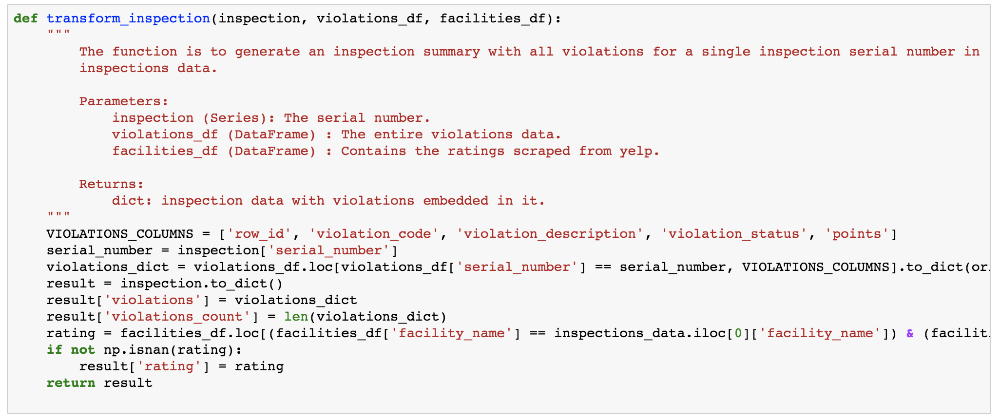 def transform_inspection(inspection, violations_df, facilities_df):
    """
        The function is to generate an inspection summary with all violations for a single inspection serial number in
        inspections data.

        Parameters:
            inspection (Series): The serial number.
            violations_df (DataFrame) : The entire violations data.
            facilities_df (DataFrame) : Contains the ratings scraped from yelp.

        Returns:
            dict: inspection data with violations embedded in it.
    """
    VIOLATIONS_COLUMNS = ['row_id', 'violation_code', 'violation_description', 'violation_status', 'points']
    serial_number = inspection['serial_number']
    violations_dict = violations_df.loc[violations_df['serial_number'] == serial_number, VIOLATIONS_COLUMNS].to_dict(
    result = inspection.to_dict()
    result['violations'] = violations_dict
    result['violations_count'] = len(violations_dict)
    rating = facilities_df.loc[(facilities_df['facility_name'] == inspections_data.iloc[0]['facility_name']) & (
    if not np.isnan(rating):
        result['rating'] = rating
    return result